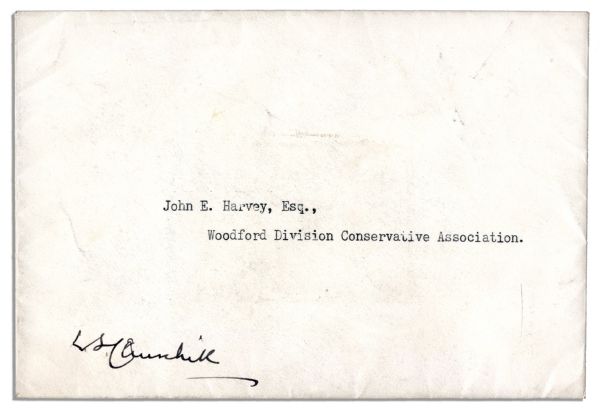 John E. Harvey, Esq.,
Woodford Division Conservative Association.
W S. Churchill